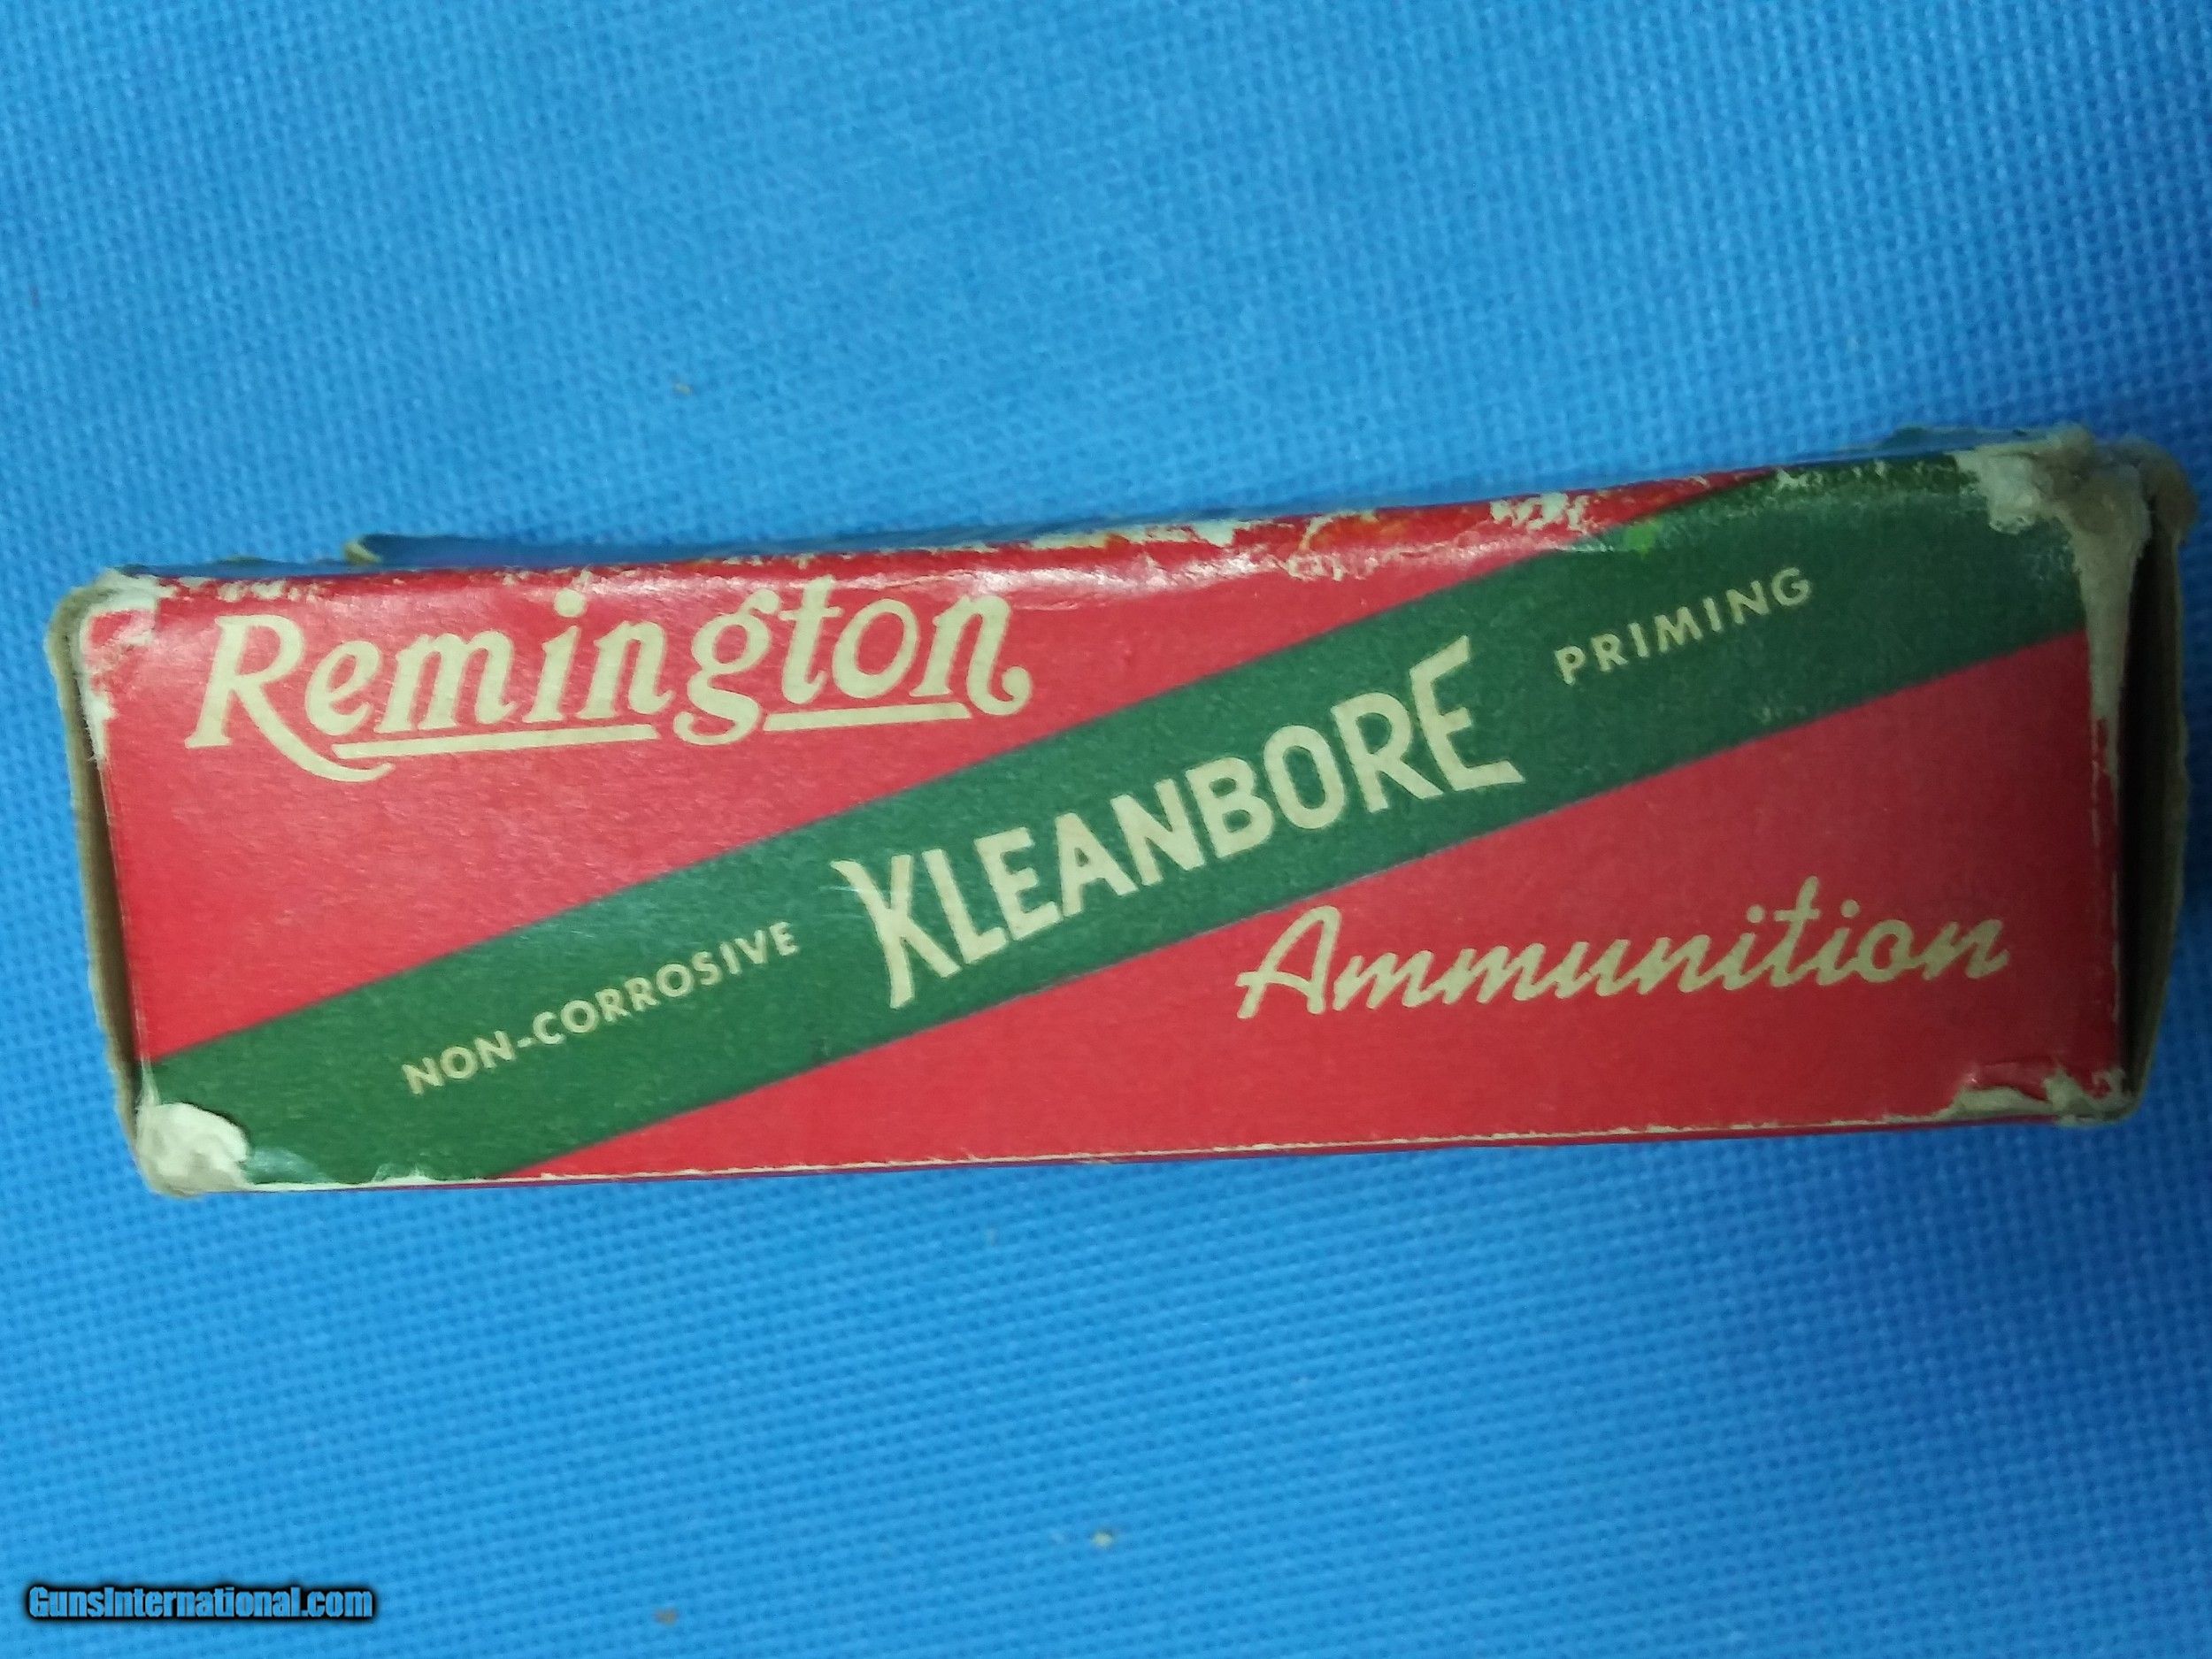 Remington
NON-CORROSIVE KLEANBORE PRIMING
Ammunition
GunsInternational.com